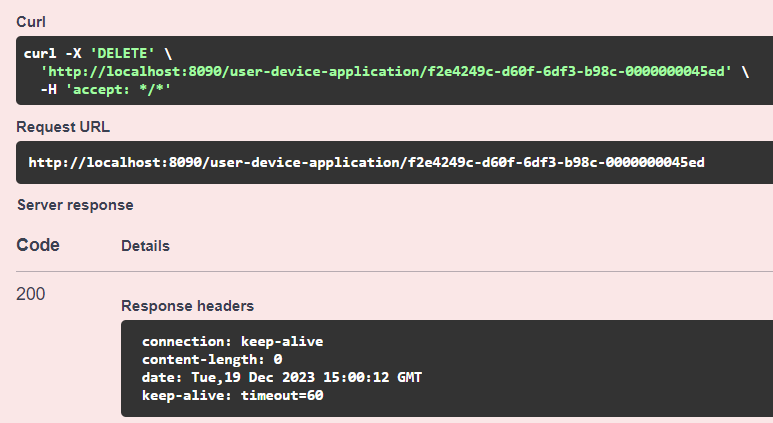 Curl
curl -X 'DELETE' \
'http://localhost:8090/user-device-application/f2e4249c-d60f-6df3-b98c-0000000045ed' \
-H 'accept: */*'
Request URL
http://localhost:8090/user-device-application/f2e4249c-d60f-6df3-b98c-0000000045ed
Server response
Code Details
200
Response headers
connection: keep-alive
content-length: 0
date: Tue,19 Dec 2023 15:00:12 GMT
keep-alive: timeout=60